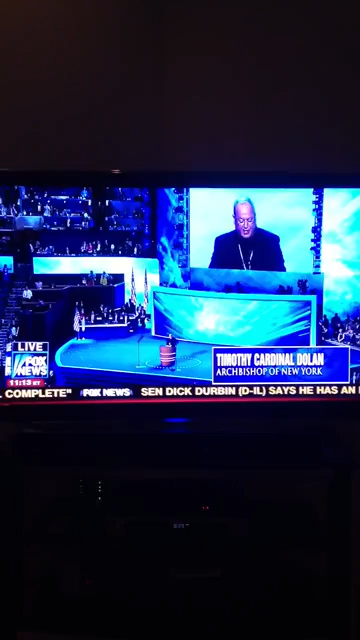 TIMOTHY CARDINAL DOLAN
ARCHBISHOP OF NEW YORK
LIVE
FOX
NEWS
11:13 ET
. COMPLETE" FOX NEWS SEN DICK DURBIN (D-IL) SAYS HE HAS AN